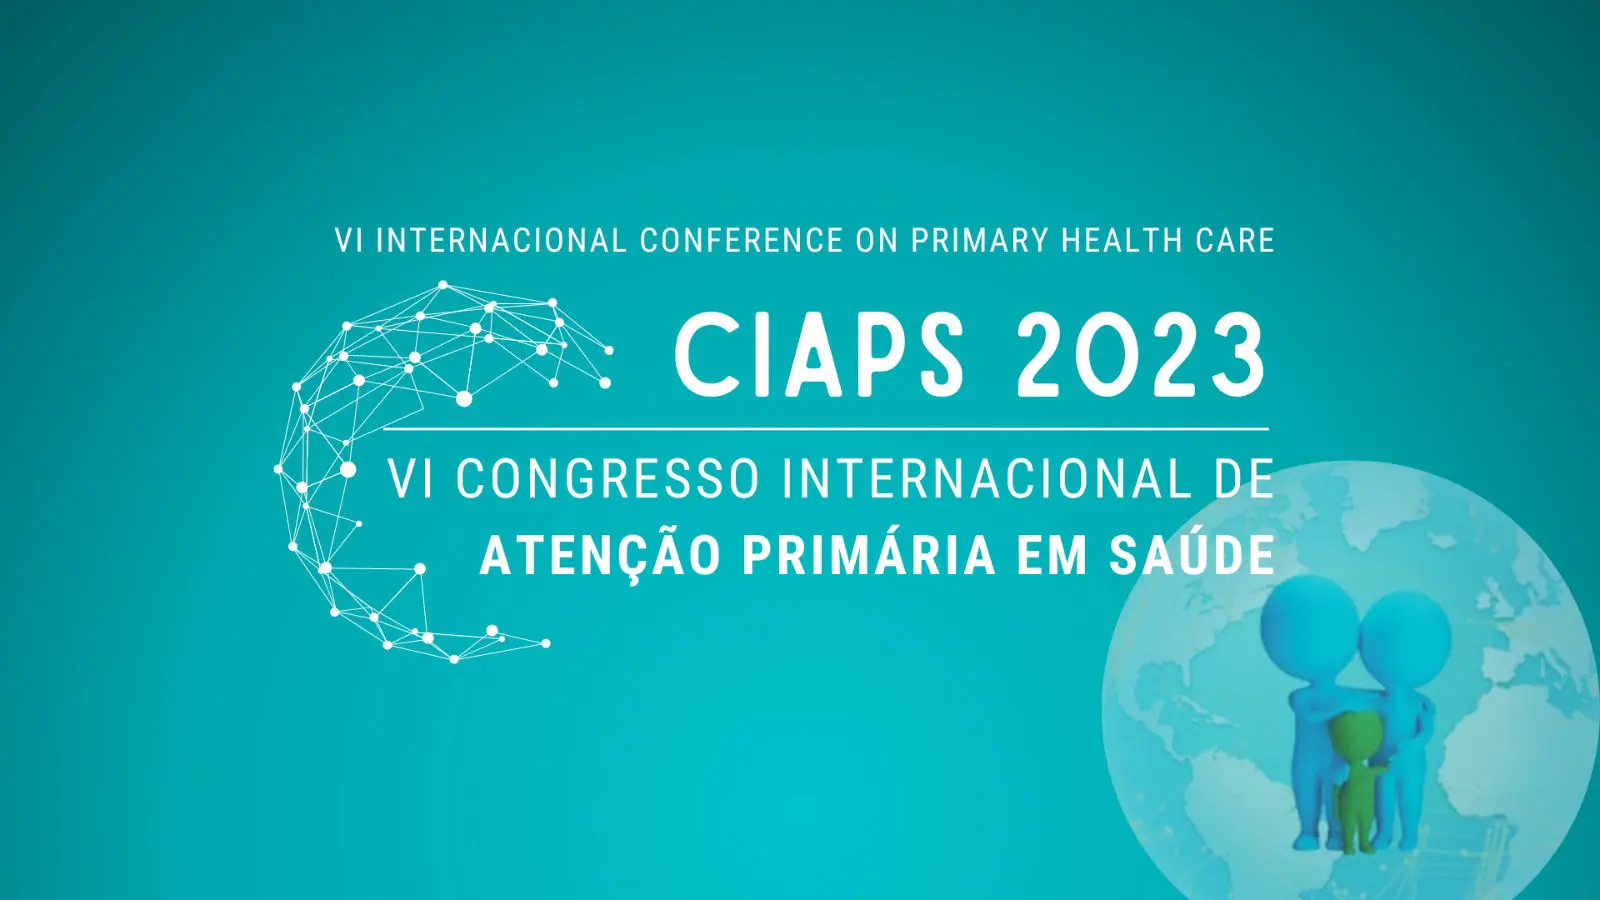 VI INTERNACIONAL CONFERENCE ON PRIMARY HEALTH CARE
CIAPS 2023
VI CONGRESSO INTERNACIONAL DE
ATENÇÃO PRIMÁRIA EM SAÚDE